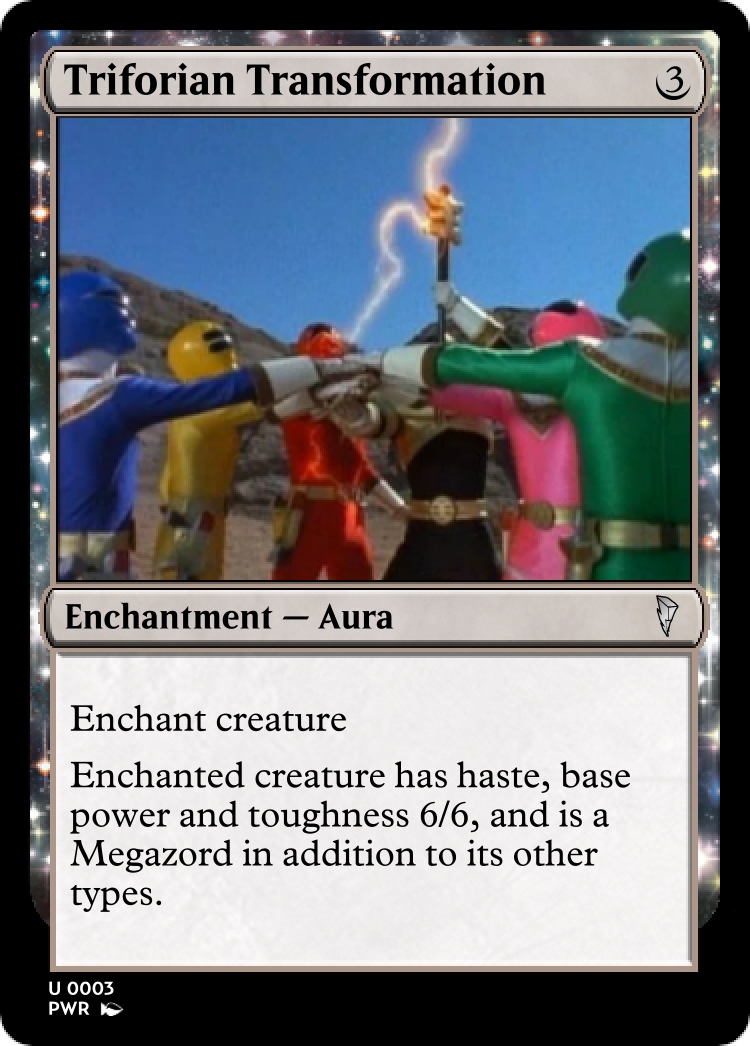 Triforian Transformation 3
Enchantment — Aura
Enchant creature
Enchanted creature has haste, base
power and toughness 6/6, and is a
Megazord in addition to its other
types.
U 0003
PWR